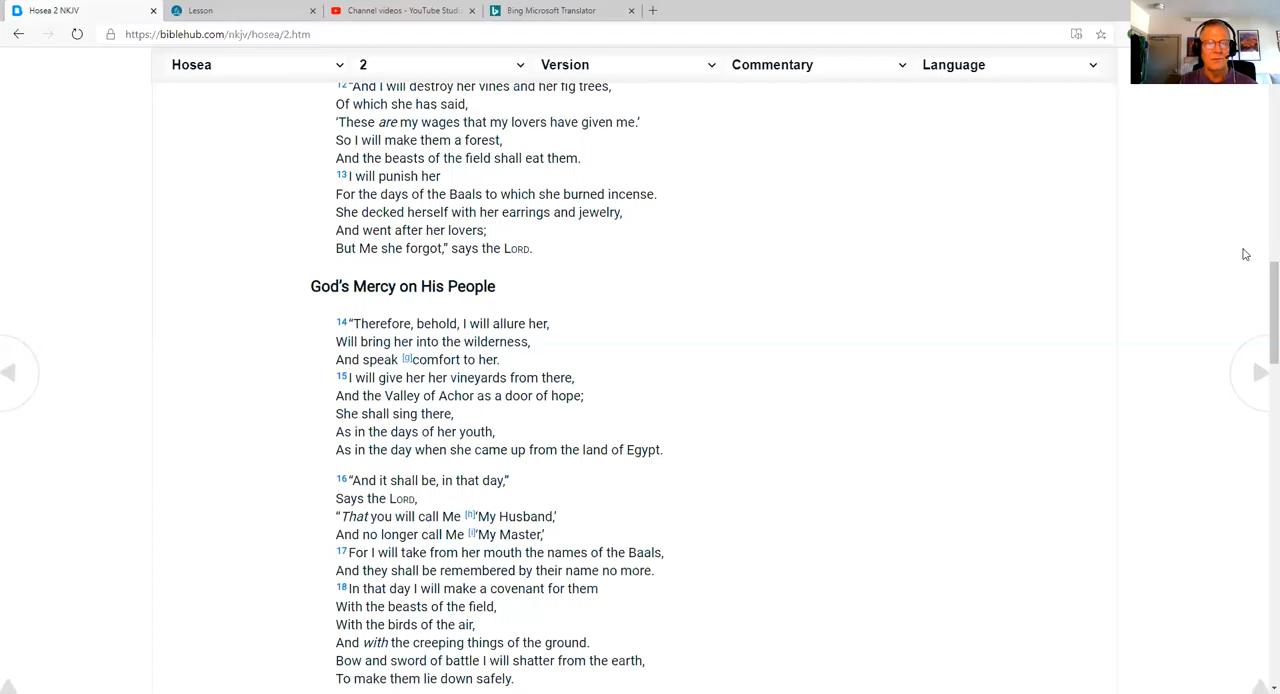 Hosea 2 NKJV
Lesson
Channel videos - YouTube Studi
Bing Microsoft Translator
https://biblehub.com/nkjv/hosea/2.htm
Hosea 2 Version Commentary Language
12 "And I will destroy her vines and her fig trees,
Of which she has said,
‘These are my wages that my lovers have given me.’
So I will make them a forest,
And the beasts of the field shall eat them.
13 I will punish her
For the days of the Baals to which she burned incense.
She decked herself with her earrings and jewelry,
And went after her lovers;
But Me she forgot,” says the LORD.
God’s Mercy on His People
14 “Therefore, behold, I will allure her,
Will bring her into the wilderness,
And speak [g]comfort to her.
15 I will give her her vineyards from there,
And the Valley of Achor as a door of hope;
She shall sing there,
As in the days of her youth,
As in the day when she came up from the land of Egypt.
16 “And it shall be, in that day,”
Says the LORD,
“That you will call Me [h]‘My Husband,’
And no longer call Me [i]‘My Master,’
17 For I will take from her mouth the names of the Baals,
And they shall be remembered by their name no more.
18 In that day I will make a covenant for them
With the beasts of the field,
With the birds of the air,
And with the creeping things of the ground.
Bow and sword of battle I will shatter from the earth,
To make them lie down safely.